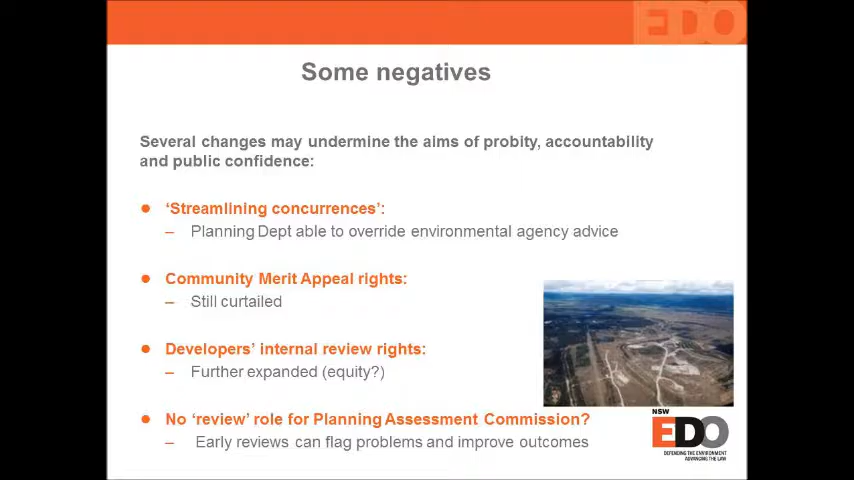 EDO
Some negatives
Several changes may undermine the aims of probity, accountability
and public confidence:
● ‘Streamlining concurrences’:
– Planning Dept able to override environmental agency advice
● Community Merit Appeal rights:
– Still curtailed
● Developers’ internal review rights:
– Further expanded (equity?)
● No ‘review’ role for Planning Assessment Commission?
– Early reviews can flag problems and improve outcomes
NSW
EDO
DEFENDING THE ENVIRONMENT
ADVANCING THE LAW